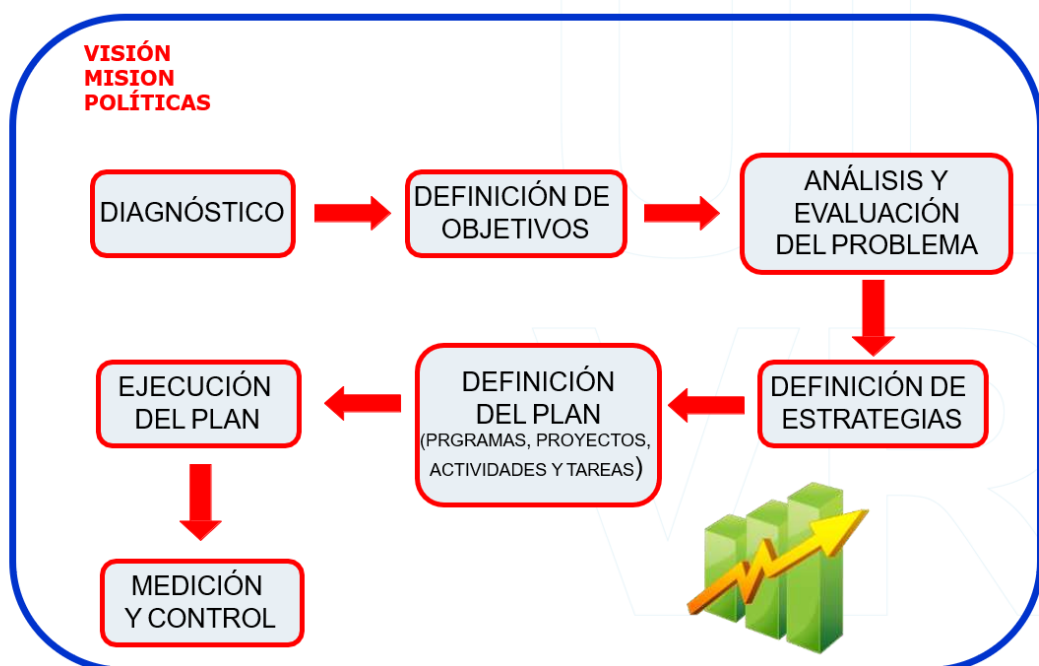 VISIÓN
MISION
POLÍTICAS
DIAGNÓSTICO
DEFINICIÓN DE
OBJETIVOS
ANÁLISIS Y
EVALUACIÓN
DEL PROBLEMA
DEFINICIÓN DE
ESTRATEGIAS
DEFINICIÓN
DEL PLAN
(PRGRAMAS, PROYECTOS,
ACTIVIDADES Y TAREAS)
EJECUCIÓN
DEL PLAN
MEDICIÓN
Y CONTROL